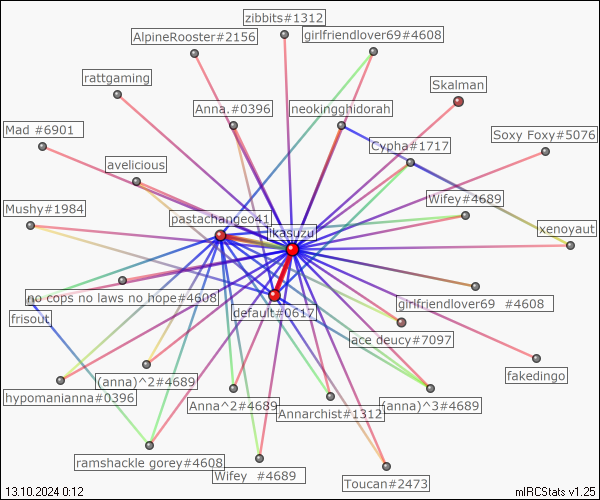 zibbits#1312
AlpineRooster#2156
girlfriendlover69#4608
rattgaming
Skalman
Anna.#0396
neokingghidorah
Mad #6901
Soxy Foxy#5076
Cypha#1717
avelicious
Wifey#4689
Mushy#1984
pastachangeo41
ikasuzu
xenoyaut
no cops no laws no hope#4608
girlfriendlover69 #4608
frisout
default#0617
ace deucy#7097
fakedingo
(anna)^2#4689
hypomanianna#0396
Anna^2#4689
Annarchist#1312
(anna)^3#4689
ramshackle gorey#4608
Wifey #4689
Toucan#2473
13.10.2024 0:12
mIRCStats v1.25